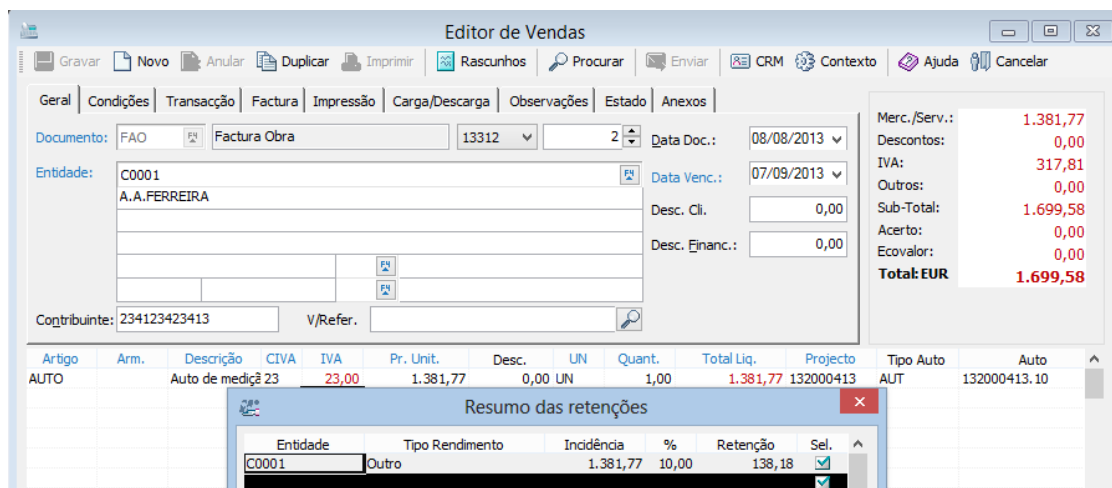 Editor de Vendas
Gravar Novo Anular Duplicar Imprimir Rascunhos Procurar Enviar CRM Contexto Ajuda Cancelar
Geral Condições Transacção Factura Impressão Carga/Descarga Observações Estado Anexos
Merc./Serv.: 1.381,77
Documento: FAO F4 Factura Obra 13312 2 Data Doc.: 08/08/2013
Descontos: 0,00
IVA: 317,81
Entidade: C0001 F4 Data Venc.: 07/09/2013
Outros: 0,00
A.A.FERREIRA
Desc. Cli. 0,00
Sub-Total: 1.699,58
Acerto: 0,00
Desc. Financ.: 0,00
Ecovalor: 0,00
F4
Total:EUR 1.699,58
F4
Contribuinte: 234123423413 V/Refer.
Artigo Arm. Descrição CIVA IVA Pr. Unit. Desc. UN Quant. Total Liq. Projecto Tipo Auto Auto
AUTO Auto de mediçã 23 23,00 1.381,77 0,00 UN 1,00 1.381,77 132000413 AUT 132000413.10
Resumo das retenções
Entidade Tipo Rendimento Incidência % Retenção Sel.
C0001 Outro 1.381,77 10,00 138,18